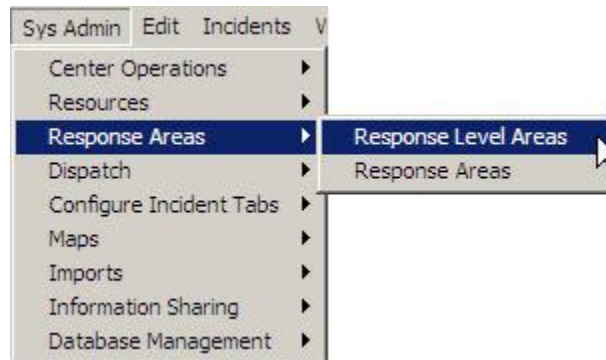 Sys Admin Edit Incidents
Center Operations
Resources
Response Areas
Response Level Areas
Dispatch
Response Areas
Configure Incident Tabs
Maps
Imports
Information Sharing
Database Management